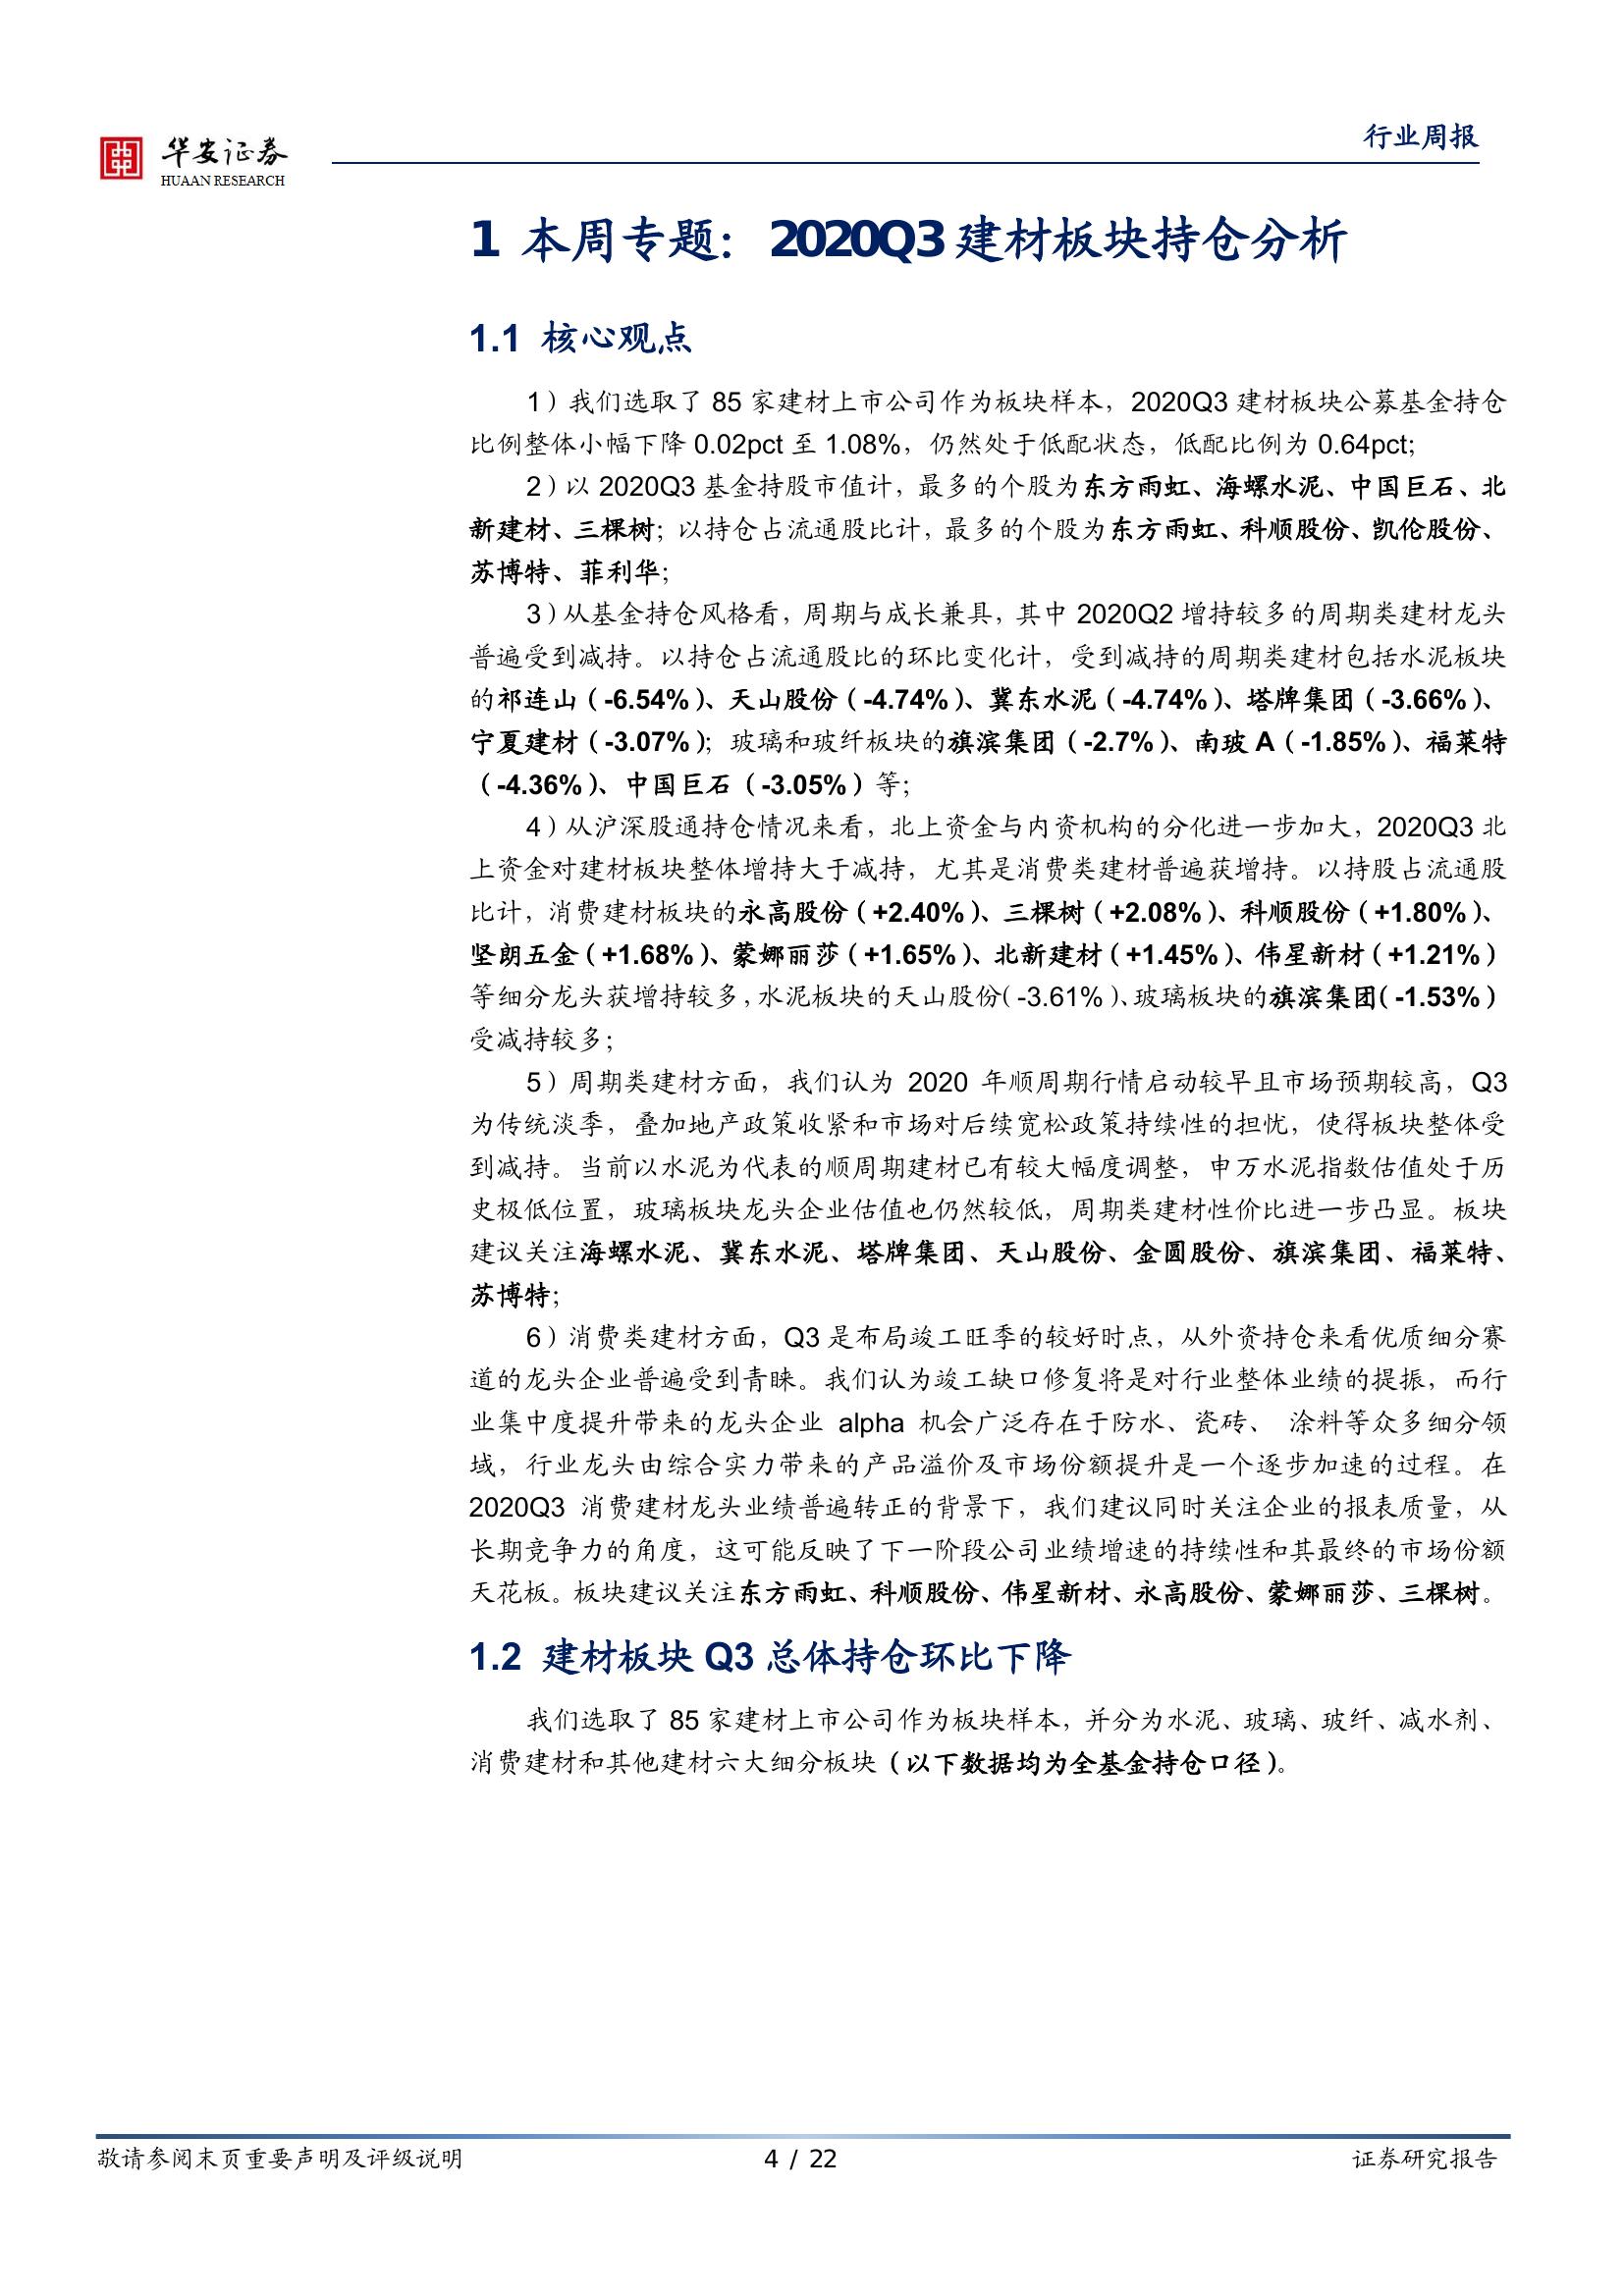 华安证券
HUAAN RESEARCH
行业周报
1 本周专题：2020Q3 建材板块持仓分析
1.1 核心观点
1）我们选取了 85 家建材上市公司作为板块样本，2020Q3 建材板块公募基金持仓
比例整体小幅下降 0.02pct 至 1.08%，仍然处于低配状态，低配比例为 0.64pct；
2）以 2020Q3 基金持股市值计，最多的个股为东方雨虹、海螺水泥、中国巨石、北
新建材、三棵树；以持仓占流通股比计，最多的个股为东方雨虹、科顺股份、凯伦股份、
苏博特、菲利华；
3）从基金持仓风格看，周期与成长兼具，其中 2020Q2 增持较多的周期类建材龙头
普遍受到减持。以持仓占流通股比的环比变化计，受到减持的周期类建材包括水泥板块
的祁连山（-6.54%）、天山股份（-4.74%）、冀东水泥（-4.74%）、塔牌集团（-3.66%）、
宁夏建材（-3.07%）；玻璃和玻纤板块的旗滨集团（-2.7%）、南玻 A（-1.85%）、福莱特
（-4.36%）、中国巨石（-3.05%）等；
4）从沪深股通持仓情况来看，北上资金与内资机构的分化进一步加大，2020Q3 北
上资金对建材板块整体增持大于减持，尤其是消费类建材普遍获增持。以持股占流通股
比计，消费建材板块的永高股份（+2.40%）、三棵树（+2.08%）、科顺股份（+1.80%）、
坚朗五金（+1.68%）、蒙娜丽莎（+1.65%）、北新建材（+1.45%）、伟星新材（+1.21%）
等细分龙头获增持较多，水泥板块的天山股份（-3.61%）、玻璃板块的旗滨集团（-1.53%）
受减持较多；
5）周期类建材方面，我们认为 2020 年顺周期行情启动较早且市场预期较高，Q3
为传统淡季，叠加地产政策收紧和市场对后续宽松政策持续性的担忧，使得板块整体受
到减持。当前以水泥为代表的顺周期建材已有较大幅度调整，申万水泥指数估值处于历
史极低位置，玻璃板块龙头企业估值也仍然较低，周期类建材性价比进一步凸显。板块
建议关注海螺水泥、冀东水泥、塔牌集团、天山股份、金圆股份、旗滨集团、福莱特、
苏博特；
6）消费类建材方面，Q3 是布局竣工旺季的较好时点，从外资持仓来看优质细分赛
道的龙头企业普遍受到青睐。我们认为竣工缺口修复将是对行业整体业绩的提振，而行
业集中度提升带来的龙头企业 alpha 机会广泛存在于防水、瓷砖、 涂料等众多细分领
域，行业龙头由综合实力带来的产品溢价及市场份额提升是一个逐步加速的过程。在
2020Q3 消费建材龙头业绩普遍转正的背景下，我们建议同时关注企业的报表质量，从
长期竞争力的角度，这可能反映了下一阶段公司业绩增速的持续性和其最终的市场份额
天花板。板块建议关注东方雨虹、科顺股份、伟星新材、永高股份、蒙娜丽莎、三棵树。
1.2 建材板块 Q3 总体持仓环比下降
我们选取了 85 家建材上市公司作为板块样本，并分为水泥、玻璃、玻纤、减水剂、
消费建材和其他建材六大细分板块（以下数据均为全基金持仓口径）。
敬请参阅末页重要声明及评级说明
4 / 22
证券研究报告